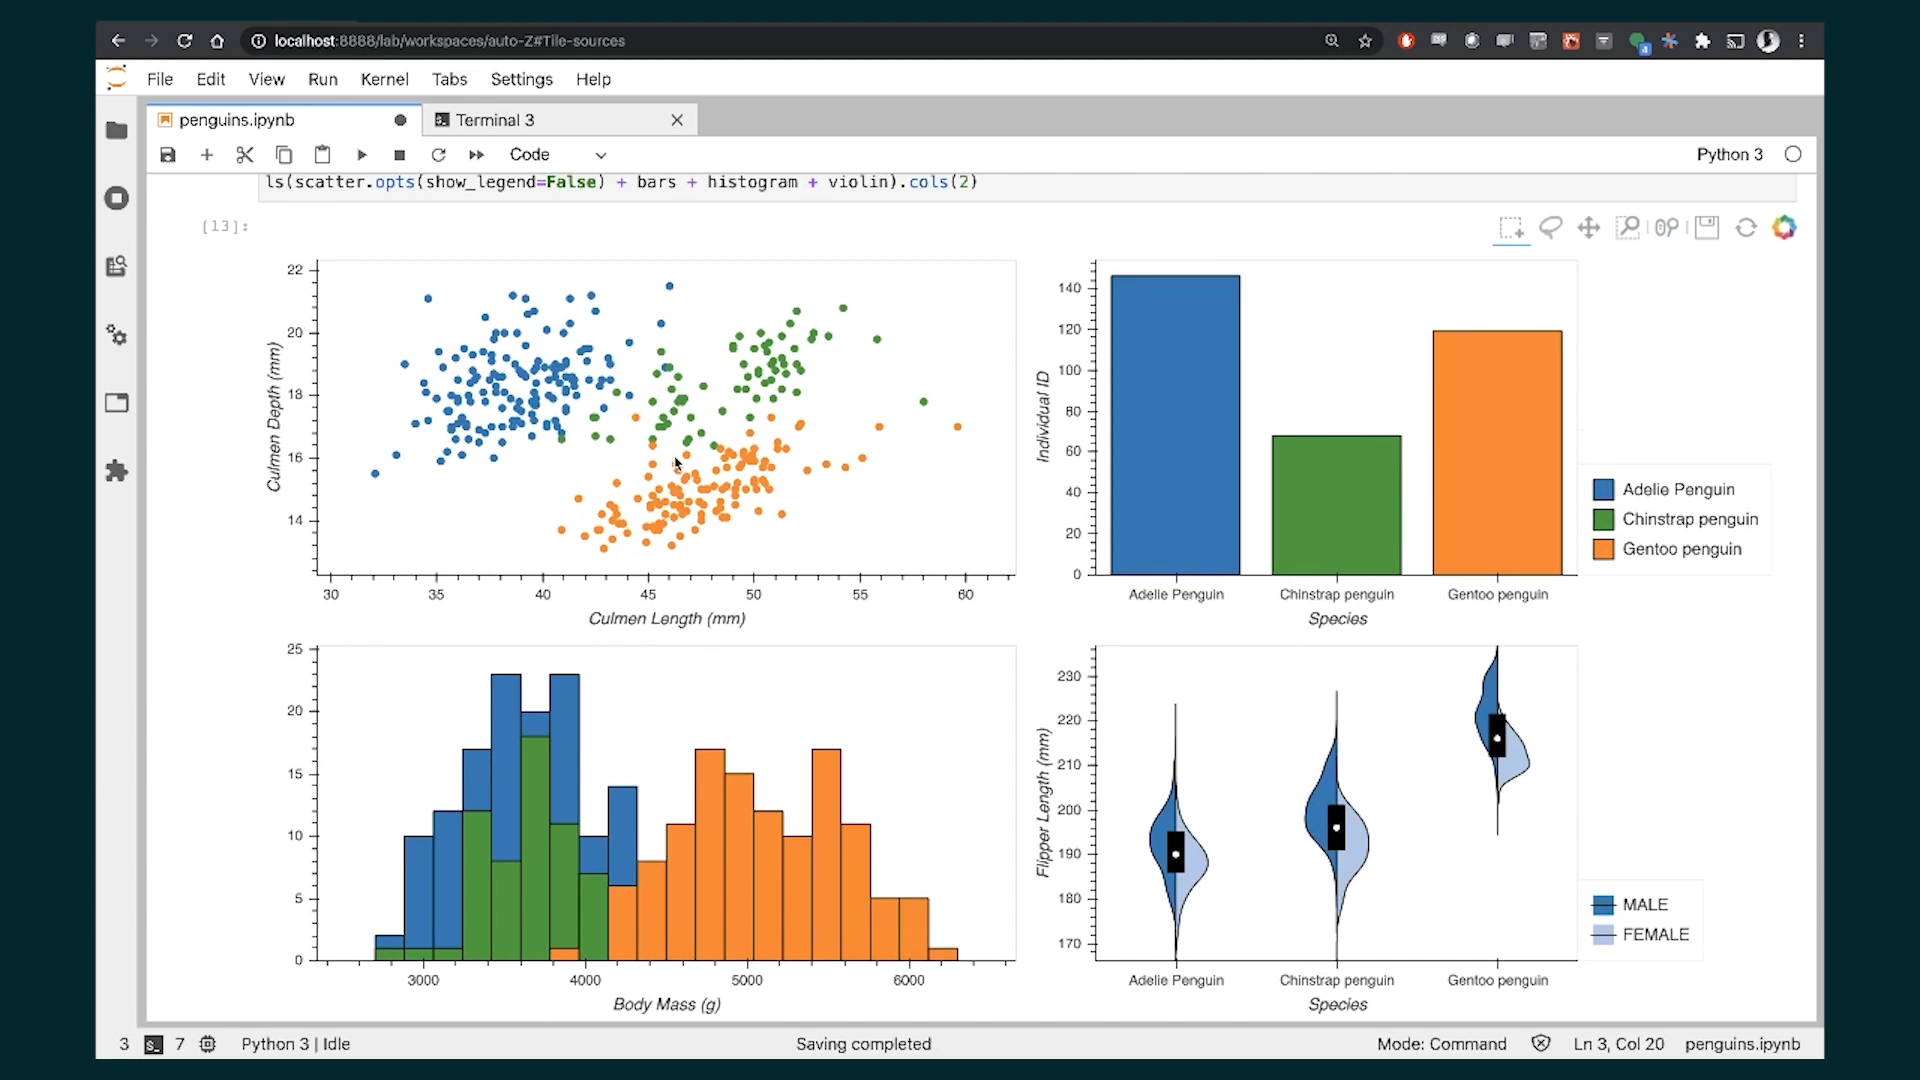 localhost:8888/lab/workspaces/auto-Z#Tile-sources
File Edit View Run Kernel Tabs Settings Help
penguins.ipynb
Terminal 3
Code
Python 3
ls(scatter.opts(show_legend=False) + bars + histogram + violin).cols(2)
[13]:
22
20
18
16
14
Culmen Depth (mm)
30 35 40 45 50 55 60
Culmen Length (mm)
140
120
100
80
60
40
20
0
Individual ID
Adelie Penguin Chinstrap penguin Gentoo penguin
Species
Adelie Penguin
Chinstrap penguin
Gentoo penguin
25
20
15
10
5
0
3000 4000 5000 6000
Body Mass (g)
230
220
210
200
190
180
170
Flipper Length (mm)
Adelie Penguin Chinstrap penguin Gentoo penguin
Species
MALE
FEMALE
3 7 Python 3 | Idle
Saving completed
Mode: Command
Ln 3, Col 20
penguins.ipynb